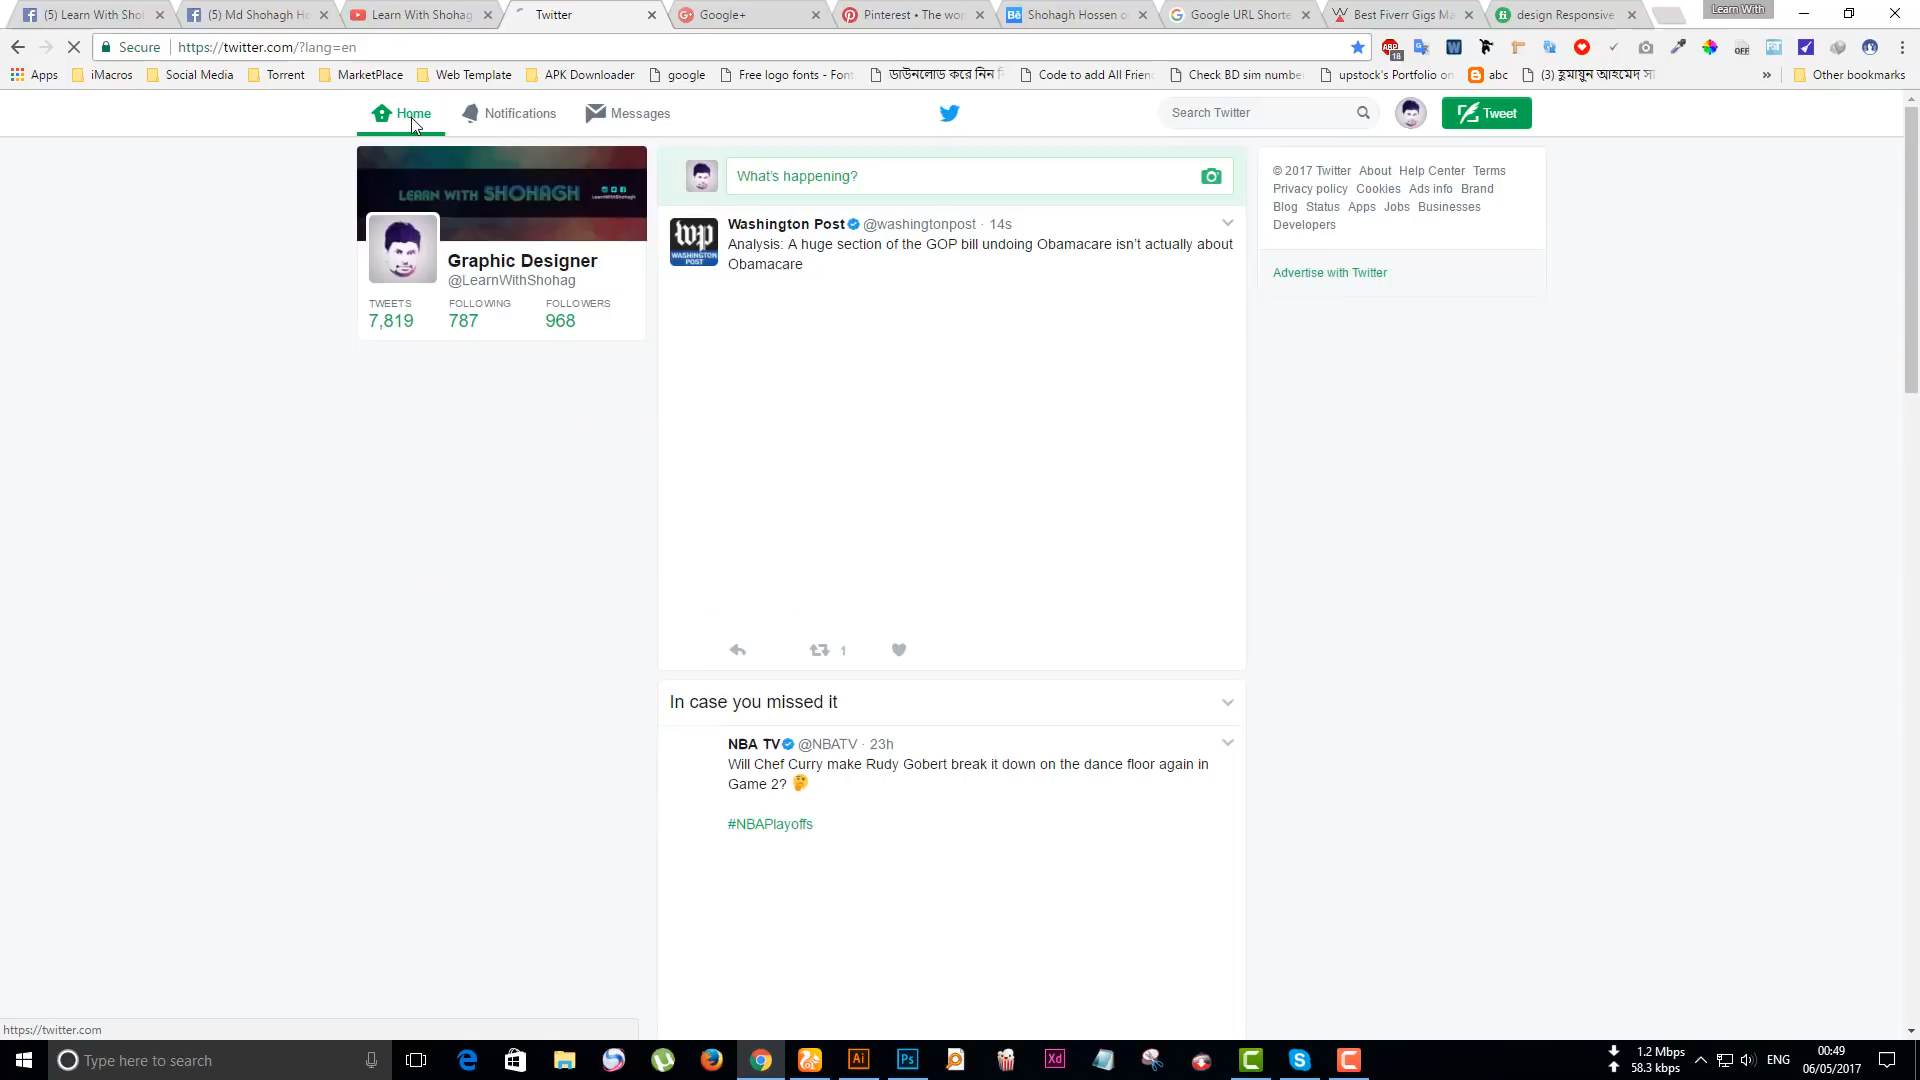 (5) Learn With Sho
(5) Md Shohagh H
Learn With Shohag
Twitter
Google+
Pinterest • The wor
Shohagh Hossen o
Google URL Shorte
Best Fiverr Gigs Ma
design Responsive
Learn With
Secure
https://twitter.com/?lang=en
Apps
iMacros
Social Media
Torrent
MarketPlace
Web Template
APK Downloader
google
Free logo fonts - Font
ডাউনলোড করে নিন
Code to add All Frien
Check BD sim numbe
upstock's Portfolio on
abc
(3) হুমায়ুন আহমেদ স্য
Other bookmarks
Home
Notifications
Messages
Search Twitter
Tweet
LEARN WITH SHOHAGH
LearnWithShohagh
Graphic Designer
@LearnWithShohag
TWEETS FOLLOWING FOLLOWERS
7,819 787 968
What's happening?
Washington Post @washingtonpost · 14s
Analysis: A huge section of the GOP bill undoing Obamacare isn't actually about
Obamacare
wp
WASHINGTON
POST
1
In case you missed it
NBA TV @NBATV · 23h
Will Chef Curry make Rudy Gobert break it down on the dance floor again in
Game 2?
#NBAPlayoffs
© 2017 Twitter About Help Center Terms
Privacy policy Cookies Ads info Brand
Blog Status Apps Jobs Businesses
Developers
Advertise with Twitter
https://twitter.com
Type here to search
1.2 Mbps
58.3 kbps
ENG
00:49
06/05/2017